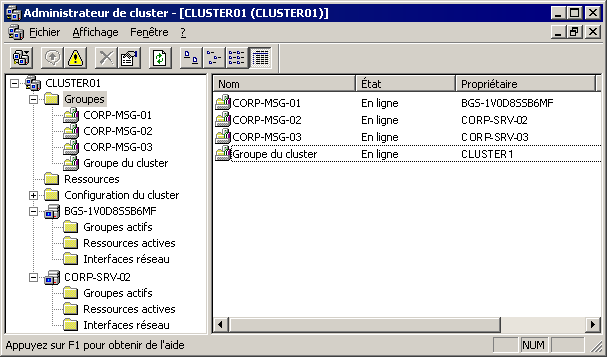 Administrateur de cluster - [CLUSTER01 (CLUSTER01)]
Fichier Affichage Fenêtre ?
CLUSTER01
Groupes
CORP-MSG-01
CORP-MSG-02
CORP-MSG-03
Groupe du cluster
Ressources
Configuration du cluster
BGS-1V0D8SSB6MF
Groupes actifs
Ressources actives
Interfaces réseau
CORP-SRV-02
Groupes actifs
Ressources actives
Interfaces réseau
Nom État Propriétaire
CORP-MSG-01 En ligne BGS-1V0D8SSB6MF
CORP-MSG-02 En ligne CORP-SRV-02
CORP-MSG-03 En ligne CORP-SRV-03
Groupe du cluster En ligne CLUSTER1
Appuyez sur F1 pour obtenir de l'aide NUM